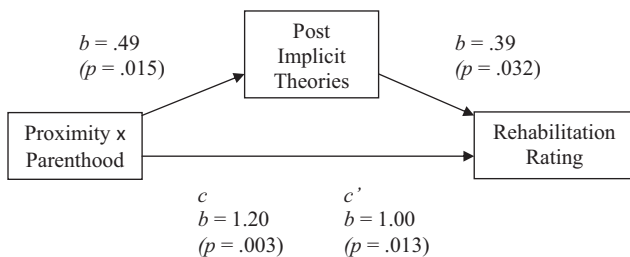 Post
Implicit
Theories
b = .49
(p = .015)
b = .39
(p = .032)
Proximity x
Parenthood
Rehabilitation
Rating
c
b = 1.20
(p = .003)
c’
b = 1.00
(p = .013)